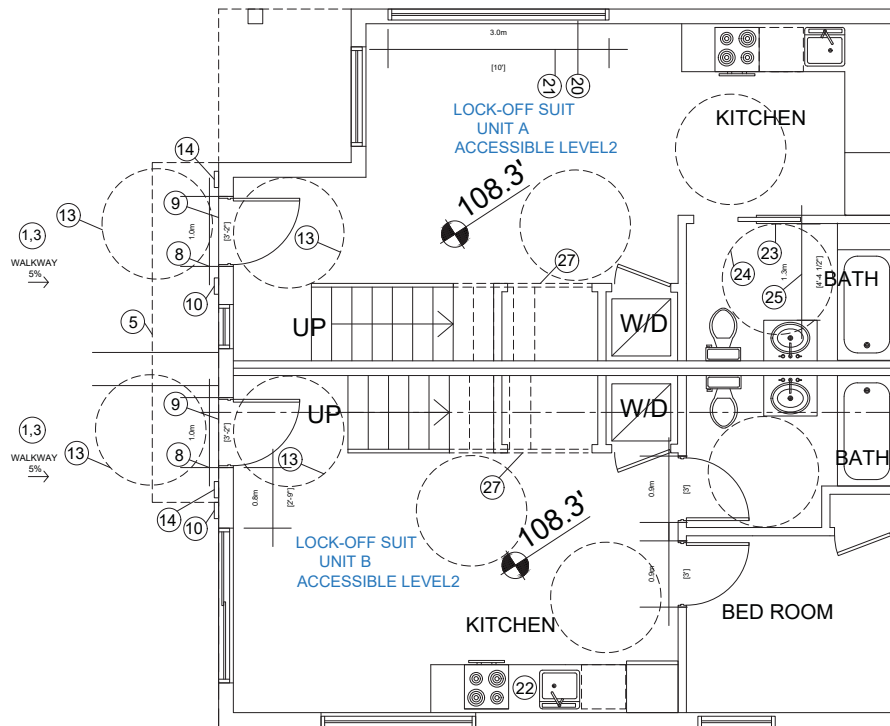 3.0m
[10']
21
20
LOCK-OFF SUIT
UNIT A
ACCESSIBLE LEVEL2
KITCHEN
108.3'
14
9
13
1,3
8
1.0m
[3'-2"]
13
WALKWAY
5%
10
5
27
23
24
25
1.3m
[4'-4 1/2"]
BATH
UP
W/D
UP
W/D
9
13
1,3
8
1.0m
[3'-2"]
13
WALKWAY
5%
14
10
0.8m
[2'-9"]
27
0.9m
[3']
BATH
108.3'
LOCK-OFF SUIT
UNIT B
ACCESSIBLE LEVEL2
0.9m
[3']
KITCHEN
BED ROOM
22